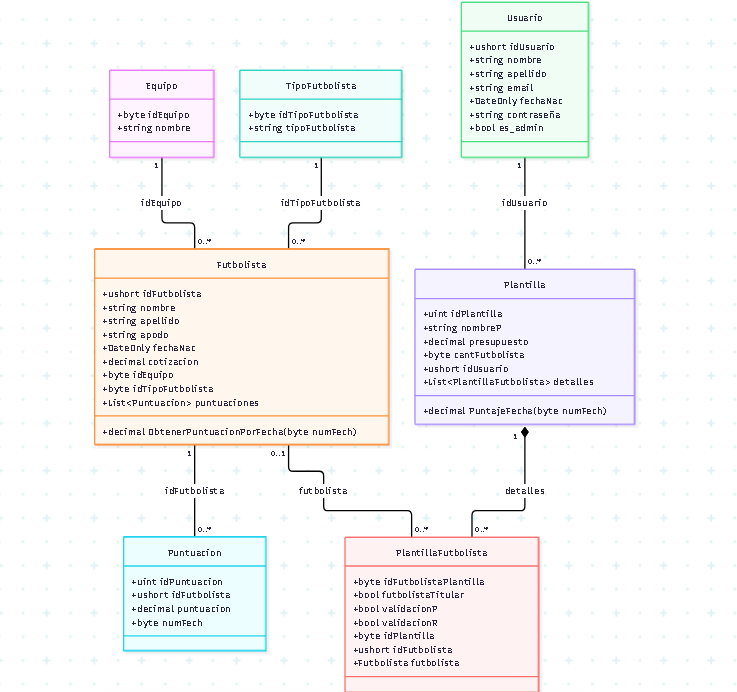 Usuario
+ushort idUsuario
+string nombre
+string apellido
+string email
+DateOnly fechaNac
+string contraseña
+bool es_admin
Equipo
+byte idEquipo
+string nombre
TipoFutbolista
+byte idTipoFutbolista
+string tipoFutbolista
1
1
1
idEquipo
idTipoFutbolista
idUsuario
0..*
0..*
0..*
Futbolista
+ushort idFutbolista
+string nombre
+string apellido
+string apodo
+DateOnly fechaNac
+decimal cotizacion
+byte idEquipo
+byte idTipoFutbolista
+List<Puntuacion> puntuaciones
+decimal ObtenerPuntuacionPorFecha(byte numFech)
Plantilla
+uint idPlantilla
+string nombreP
+decimal presupuesto
+byte cantFutbolista
+ushort idUsuario
+List<PlantillaFutbolista> detalles
+decimal PuntajeFecha(byte numFech)
1
0..1
1
idFutbolista
futbolista
detalles
0..*
0..*
0..*
Puntuacion
+uint idPuntuacion
+ushort idFutbolista
+decimal puntuacion
+byte numFech
PlantillaFutbolista
+byte idFutbolistaPlantilla
+bool futbolistaTitular
+bool validacionP
+bool validacionR
+byte idPlantilla
+ushort idFutbolista
+Futbolista futbolista